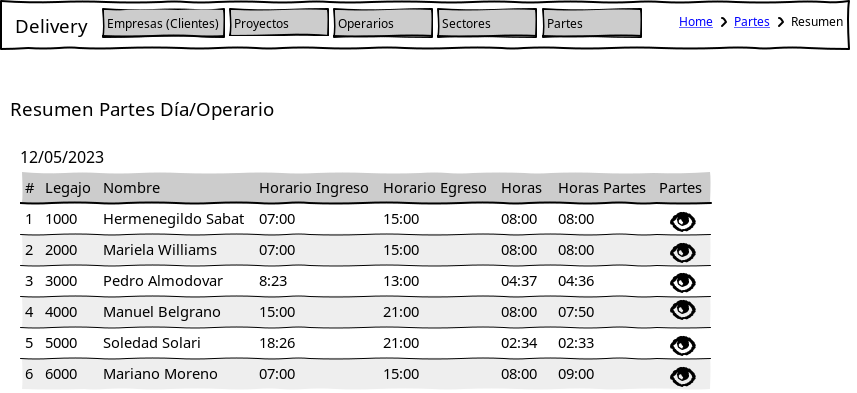 Delivery Empresas (Clientes) Proyectos Operarios Sectores Partes Home Partes Resumen
Resumen Partes Día/Operario
12/05/2023
# Legajo Nombre Horario Ingreso Horario Egreso Horas Horas Partes Partes
1 1000 Hermenegildo Sabat 07:00 15:00 08:00 08:00
2 2000 Mariela Williams 07:00 15:00 08:00 08:00
3 3000 Pedro Almodovar 8:23 13:00 04:37 04:36
4 4000 Manuel Belgrano 15:00 21:00 08:00 07:50
5 5000 Soledad Solari 18:26 21:00 02:34 02:33
6 6000 Mariano Moreno 07:00 15:00 08:00 09:00